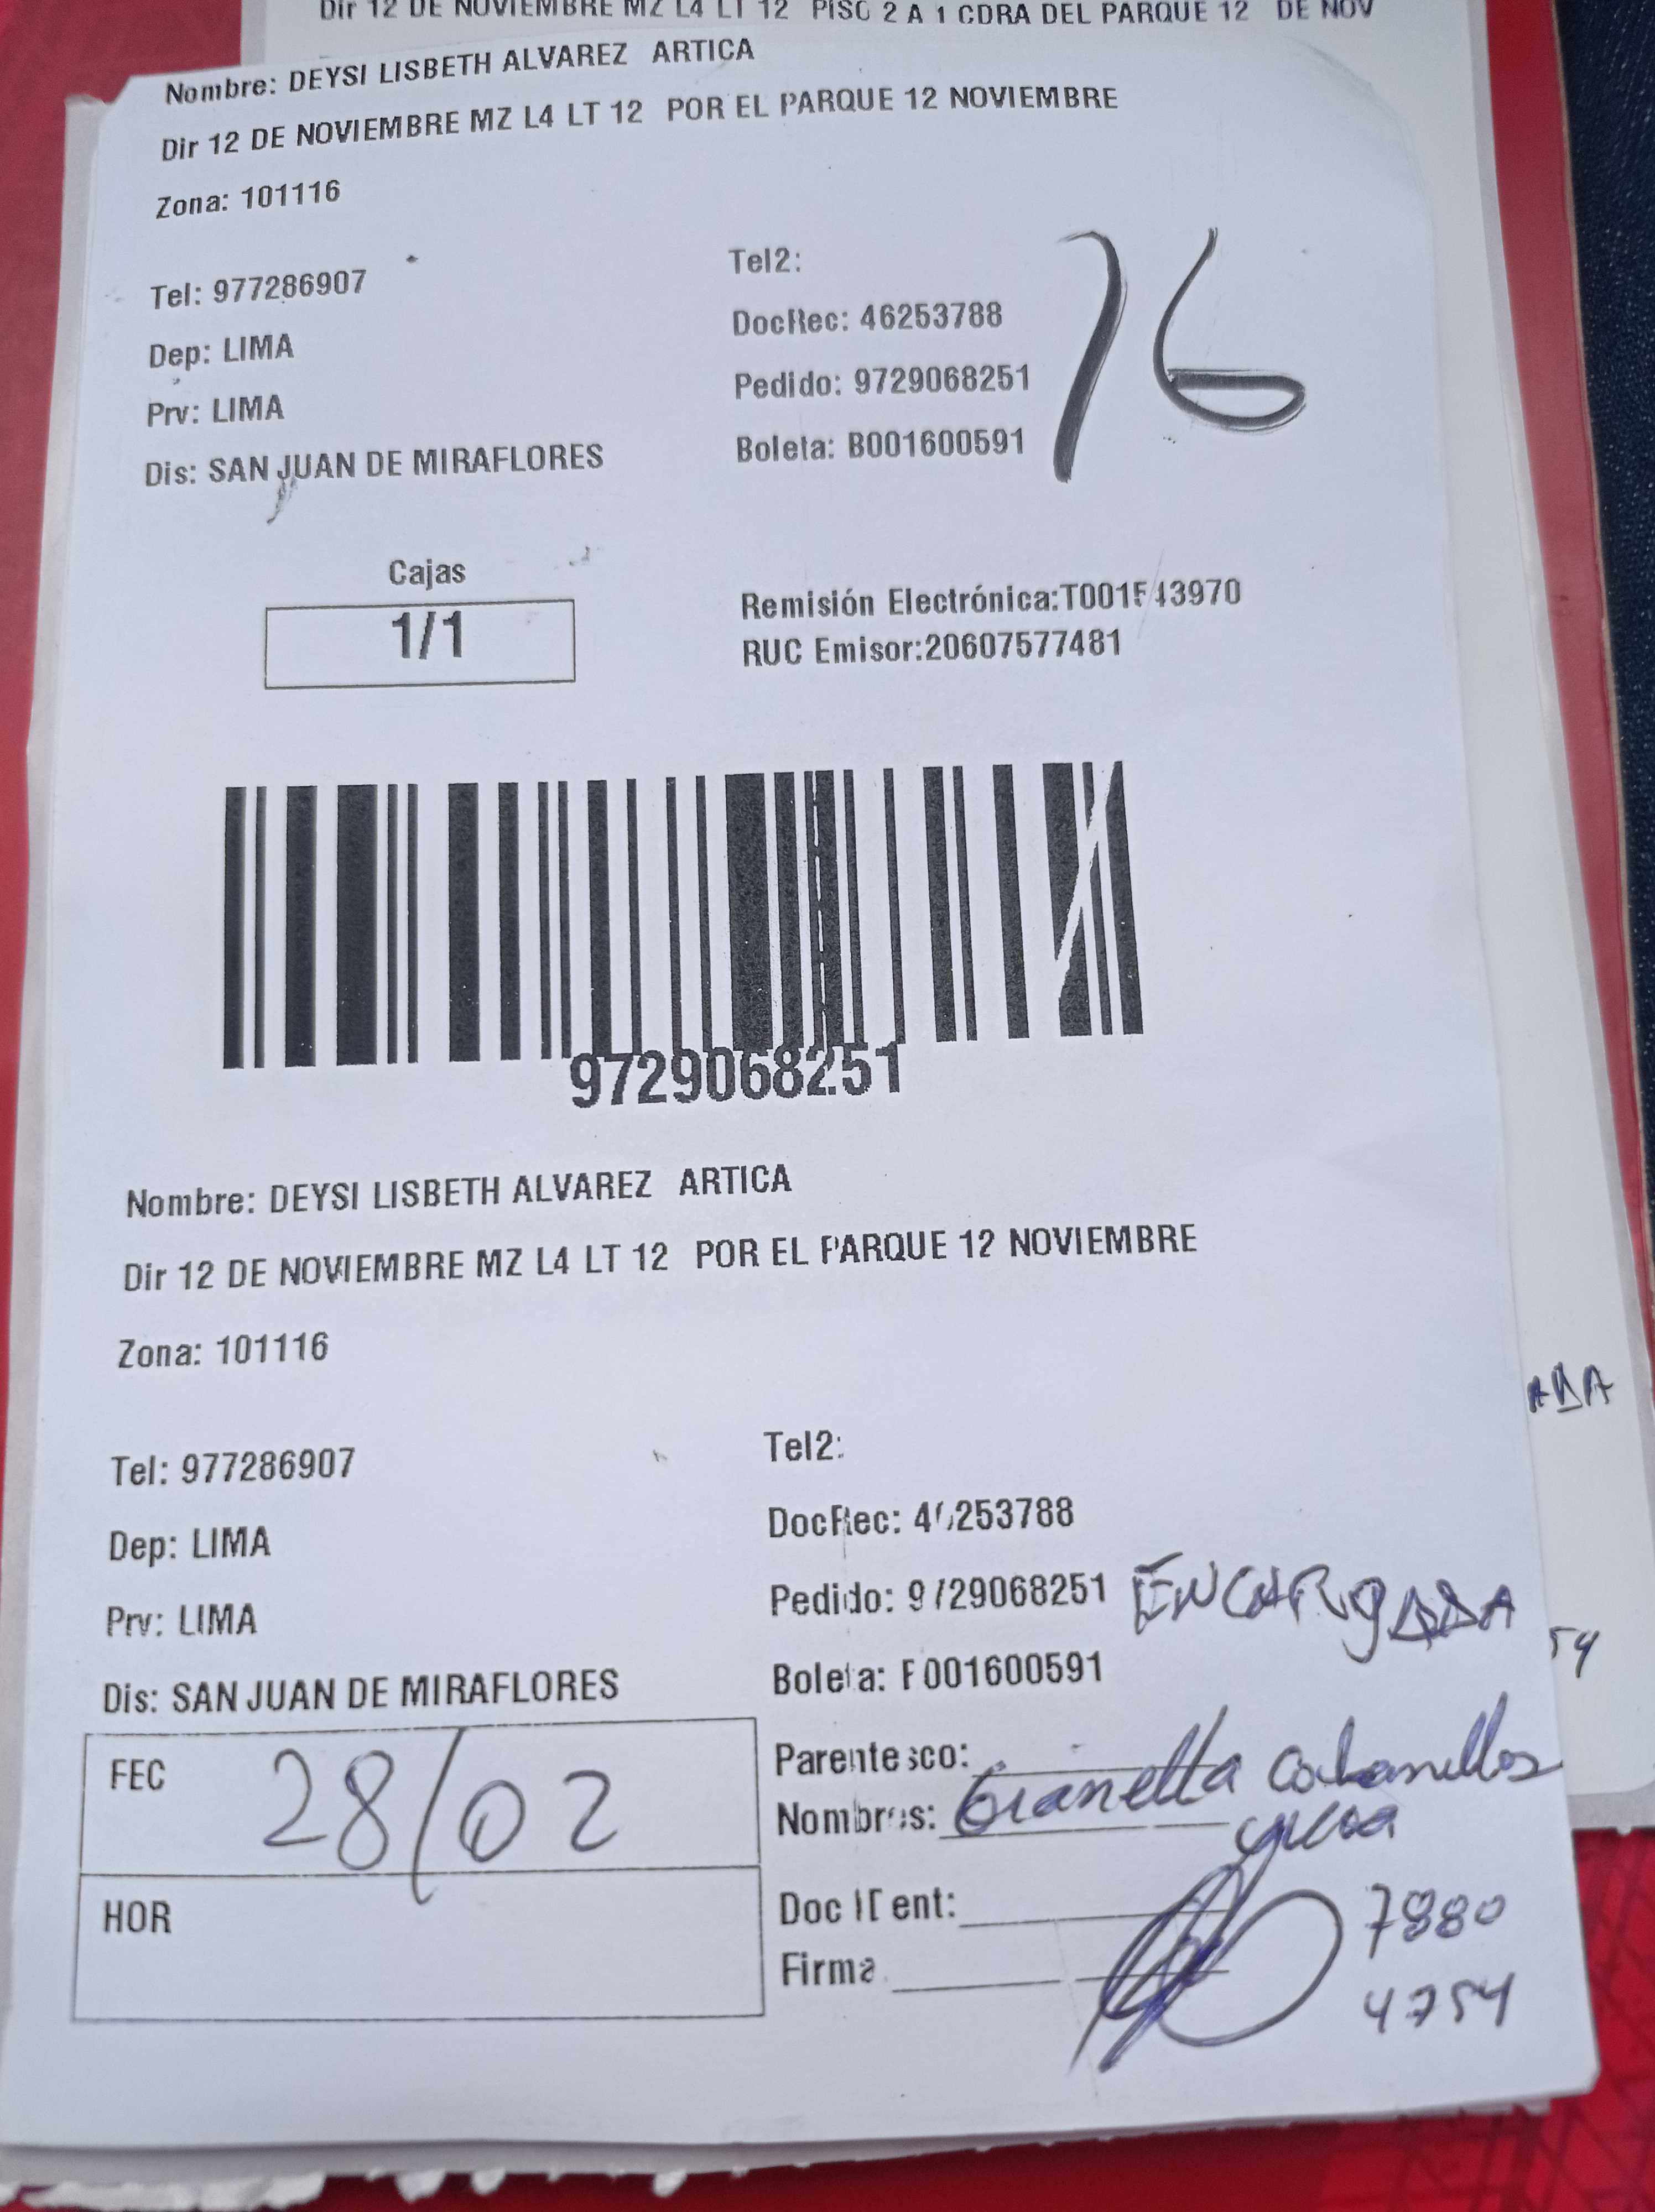 Dir 12 DE NOVIEMBRE MZ L4 LT 12 PISO 2 A 1 CDRA DEL PARQUE 12 DE NOV
Nombre: DEYSI LISBETH ALVAREZ ARTICA
Dir 12 DE NOVIEMBRE MZ L4 LT 12 POR EL PARQUE 12 NOVIEMBRE
Zona: 101116
Tel: 977286907
Dep: LIMA
Prv: LIMA
Dis: SAN JUAN DE MIRAFLORES
Tel2:
DocRec: 46253788
Pedido: 9729068251
Boleta: B001600591
16
Cajas
1/1
Remisión Electrónica:T001543970
RUC Emisor:20607577481
9729068251
Nombre: DEYSI LISBETH ALVAREZ ARTICA
Dir 12 DE NOVIEMBRE MZ L4 LT 12 POR EL PARQUE 12 NOVIEMBRE
Zona: 101116
Tel: 977286907
Dep: LIMA
Prv: LIMA
Dis: SAN JUAN DE MIRAFLORES
Tel2:
DocRec: 46253788
Pedido: 9729068251 ENCARgADA
Boleta: B001600591
FEC 28/02
HOR
Parentesco:
Nombres: Gianella Cabanillas
Doc IDent:
Firma
7880
4754
ADA
54